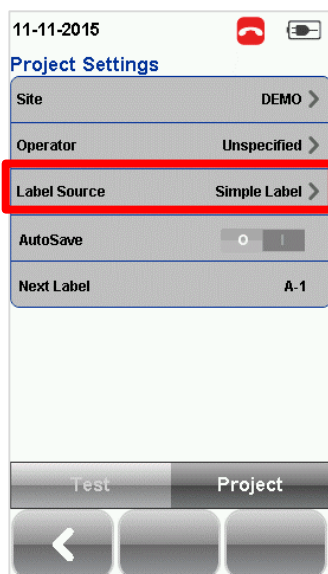 11-11-2015
Project Settings
Site DEMO
Operator Unspecified
Label Source Simple Label
AutoSave O I
Next Label A-1
Test Project